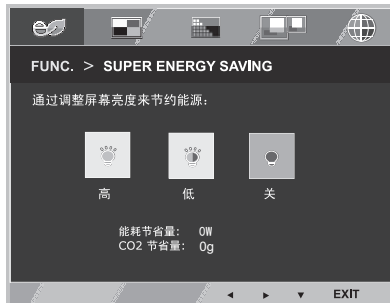 FUNC. > SUPER ENERGY SAVING
通过调整屏幕亮度来节约能源：
高 低 关
能耗节省量： 0W
CO2 节省量： 0g
EXIT